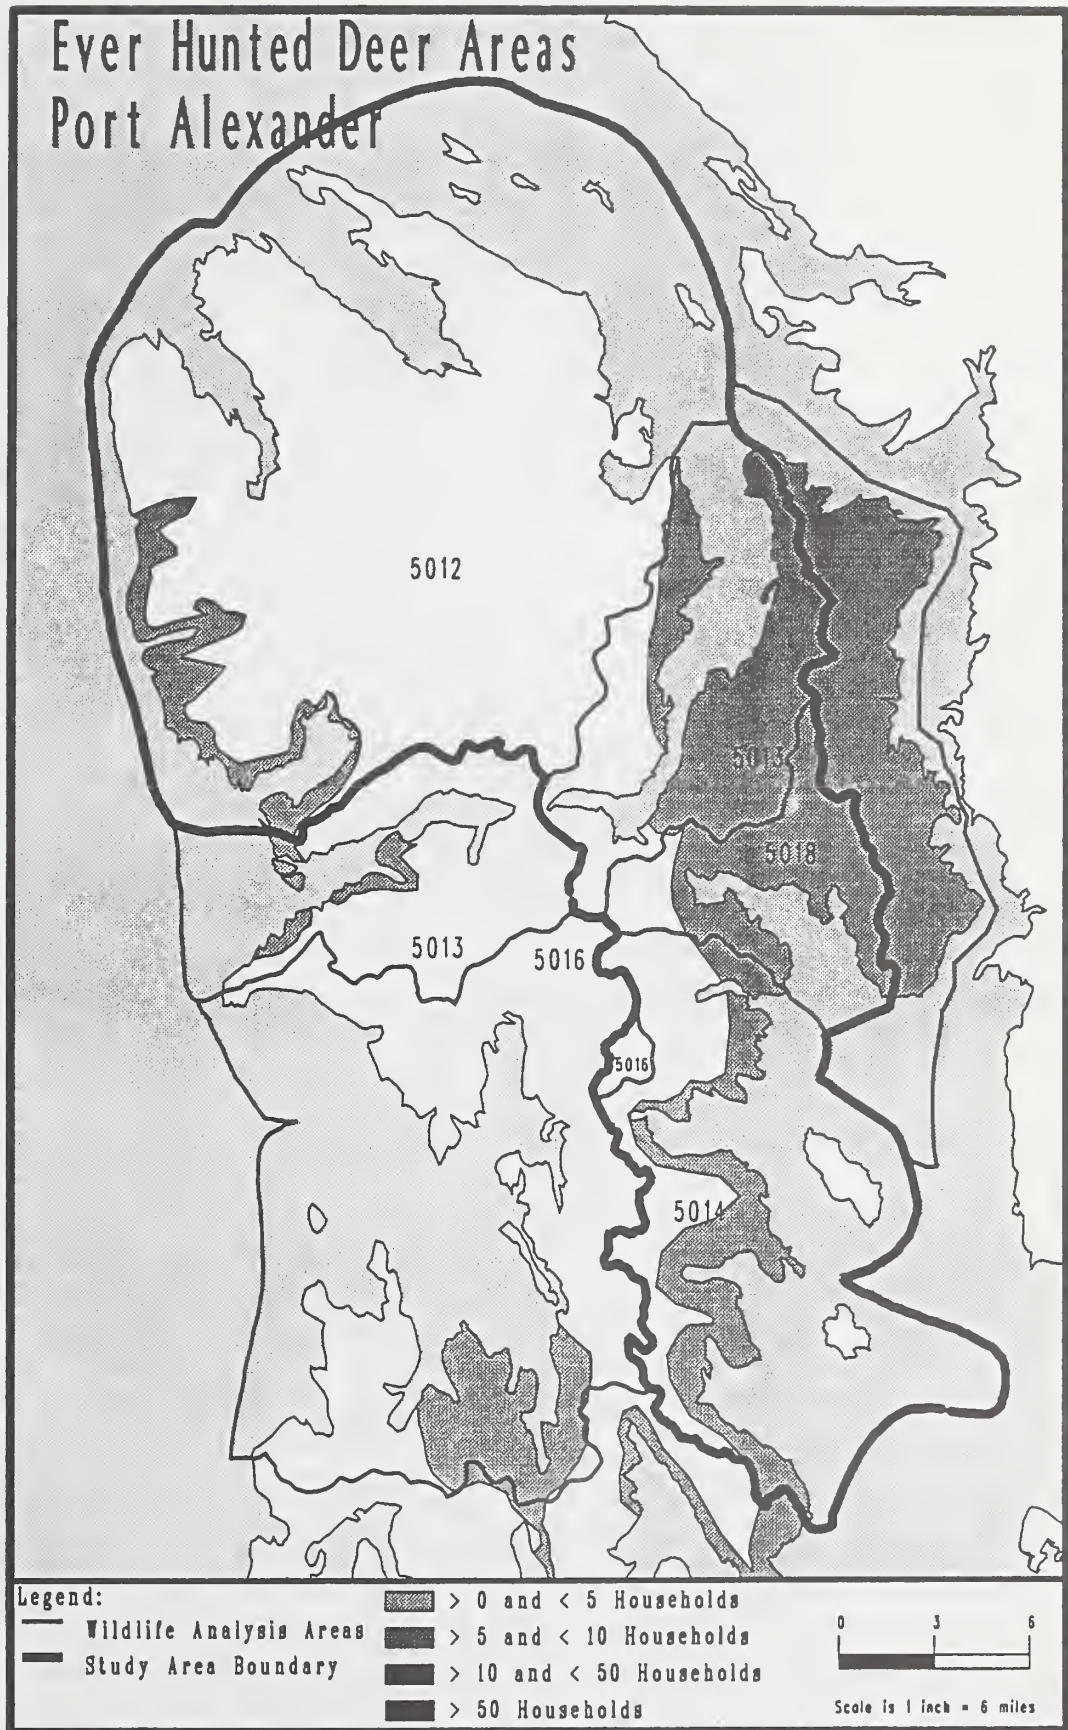 Ever Hunted Deer Areas
Port Alexander
5012
5013
5018
5013
5016
5016
5014
Legend:
Wildlife Analysis Areas
Study Area Boundary
> 0 and < 5 Households
> 5 and < 10 Households
> 10 and < 50 Households
> 50 Households
0 3 6
Scale is 1 inch = 6 miles